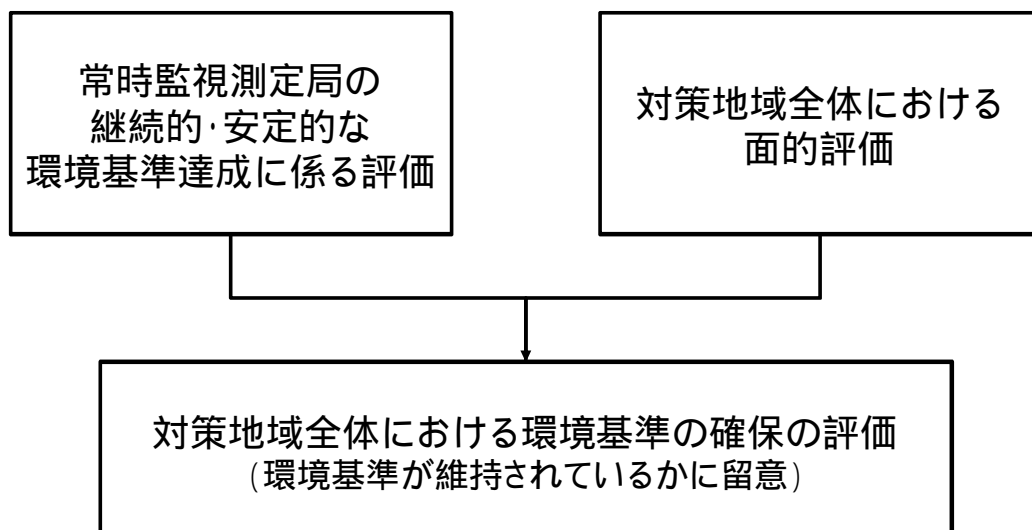 常時監視測定局の
継続的・安定的な
環境基準達成に係る評価
対策地域全体における
面的評価
対策地域全体における環境基準の確保の評価
(環境基準が維持されているかに留意)